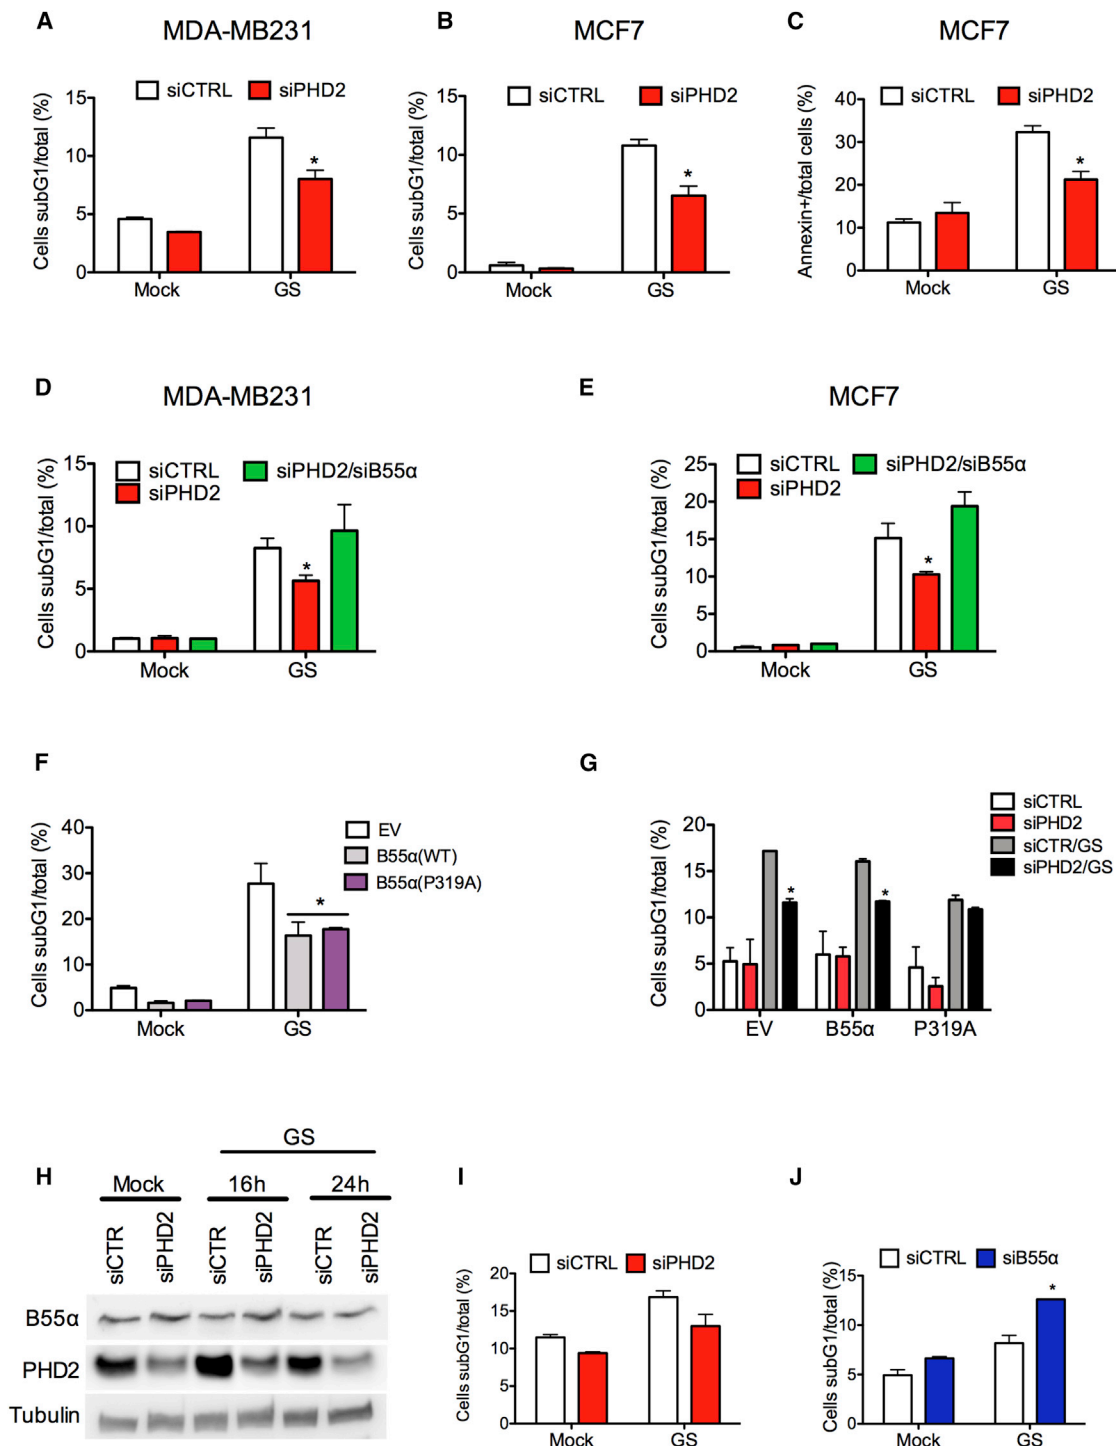 A
MDA-MB231
siCTRL siPHD2
Cells subG1/total (%)
15
10
5
0
Mock GS
*
B
MCF7
siCTRL siPHD2
Cells subG1/total (%)
15
10
5
0
Mock GS
*
C
MCF7
siCTRL siPHD2
Annexin+/total cells (%)
40
30
20
10
0
Mock GS
*
D
MDA-MB231
siCTRL siPHD2/siB55α
siPHD2
Cells subG1/total (%)
15
10
5
0
Mock GS
*
E
MCF7
siCTRL siPHD2/siB55α
siPHD2
Cells subG1/total (%)
25
20
15
10
5
0
Mock GS
*
F
EV
B55α(WT)
B55α(P319A)
Cells subG1/total (%)
40
30
20
10
0
Mock GS
*
G
siCTRL
siPHD2
siCTR/GS
siPHD2/GS
Cells subG1/total (%)
20
15
10
5
0
EV B55α P319A
* *
H
GS
Mock 16h 24h
siCTR siPHD2 siCTR siPHD2 siCTR siPHD2
B55α
PHD2
Tubulin
I
siCTRL siPHD2
Cells subG1/total (%)
20
15
10
5
0
Mock GS
J
siCTRL siB55α
Cells subG1/total (%)
15
10
5
0
Mock GS
*